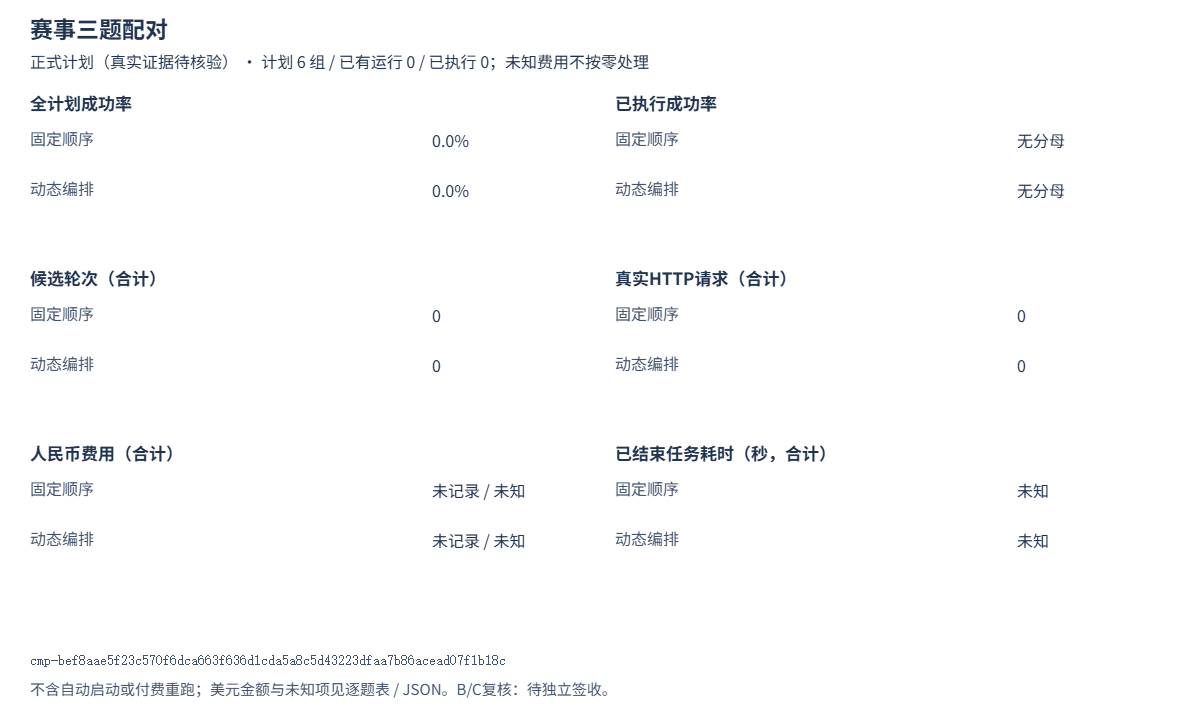 赛事三题配对
正式计划（真实证据待核验） · 计划 6 组 / 已有运行 0 / 已执行 0；未知费用不按零处理
全计划成功率
固定顺序 0.0%
动态编排 0.0%
已执行成功率
固定顺序 无分母
动态编排 无分母
候选轮次（合计）
固定顺序 0
动态编排 0
真实HTTP请求（合计）
固定顺序 0
动态编排 0
人民币费用（合计）
固定顺序 未记录 / 未知
动态编排 未记录 / 未知
已结束任务耗时（秒，合计）
固定顺序 未知
动态编排 未知
cmp-bef8aae5f23c570f6dca663f636d1cda5a8c5d43223dfaa7b86acead07f1b18c
不含自动启动或付费重跑；美元金额与未知项见逐题表 / JSON。B/C复核：待独立签收。